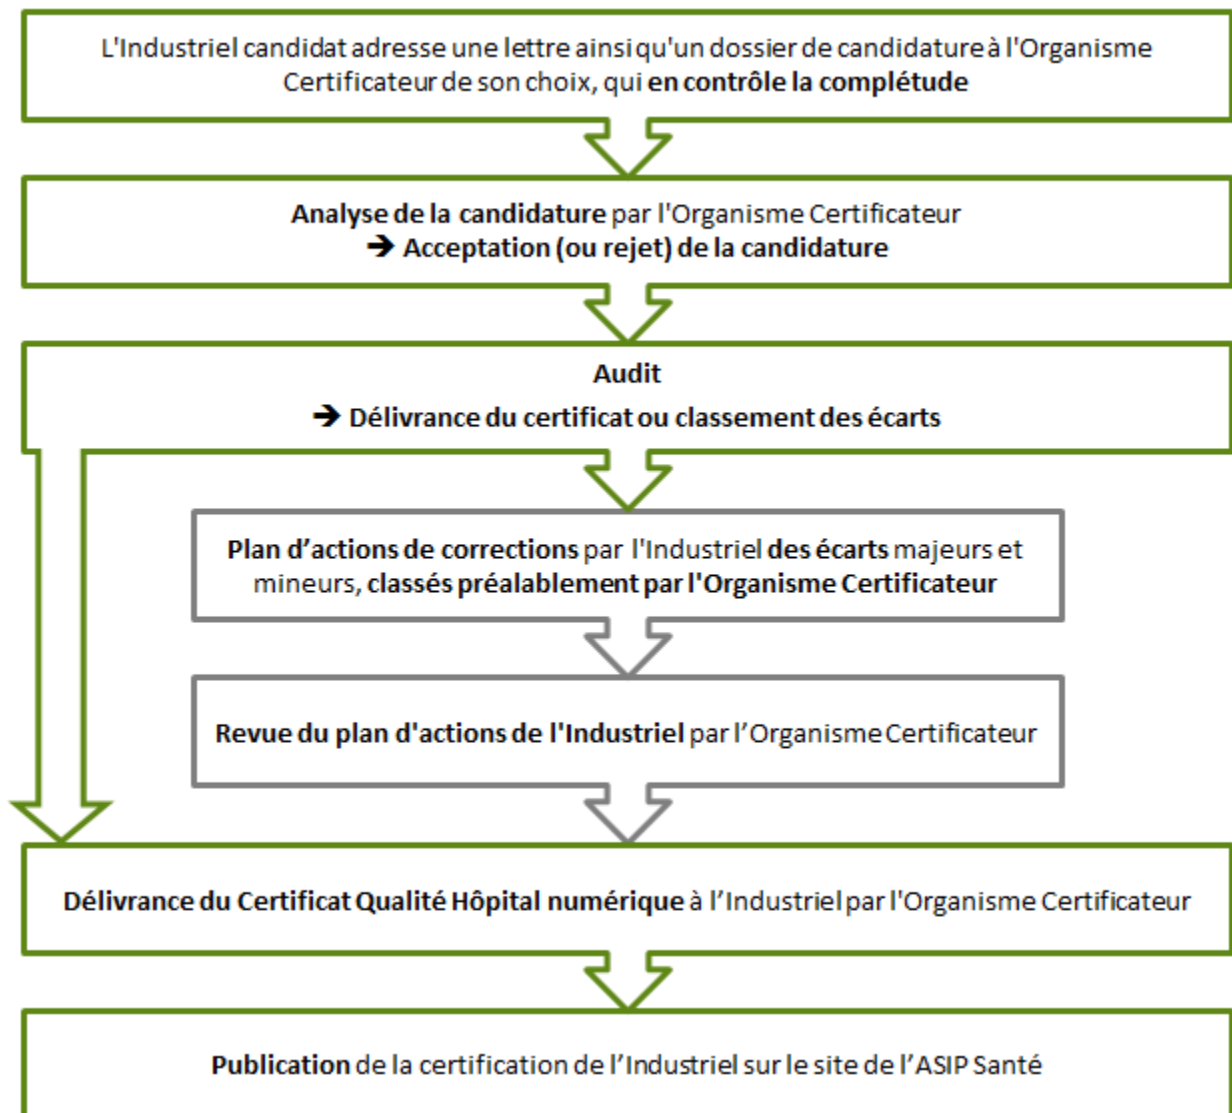 L'Industriel candidat adresse une lettre ainsi qu'un dossier de candidature à l'Organisme
Certificateur de son choix, qui en contrôle la complétude
Analyse de la candidature par l'Organisme Certificateur
➔ Acceptation (ou rejet) de la candidature
Audit
➔ Délivrance du certificat ou classement des écarts
Plan d’actions de corrections par l'Industriel des écarts majeurs et
mineurs, classés préalablement par l'Organisme Certificateur
Revue du plan d'actions de l'Industriel par l’Organisme Certificateur
Délivrance du Certificat Qualité Hôpital numérique à l’Industriel par l'Organisme Certificateur
Publication de la certification de l’Industriel sur le site de l’ASIP Santé